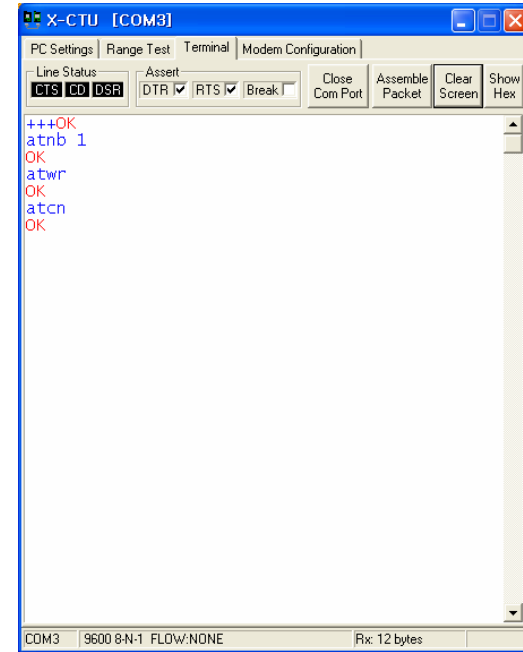 X-CTU [COM3]
PC Settings Range Test Terminal Modem Configuration
Line Status
CTS CD DSR
Assert
DTR RTS Break
Close Com Port
Assemble Packet
Clear Screen
Show Hex
+++OK
atnb 1
OK
atwr
OK
atcn
OK
COM3 9600 8-N-1 FLOW:NONE Rx: 12 bytes